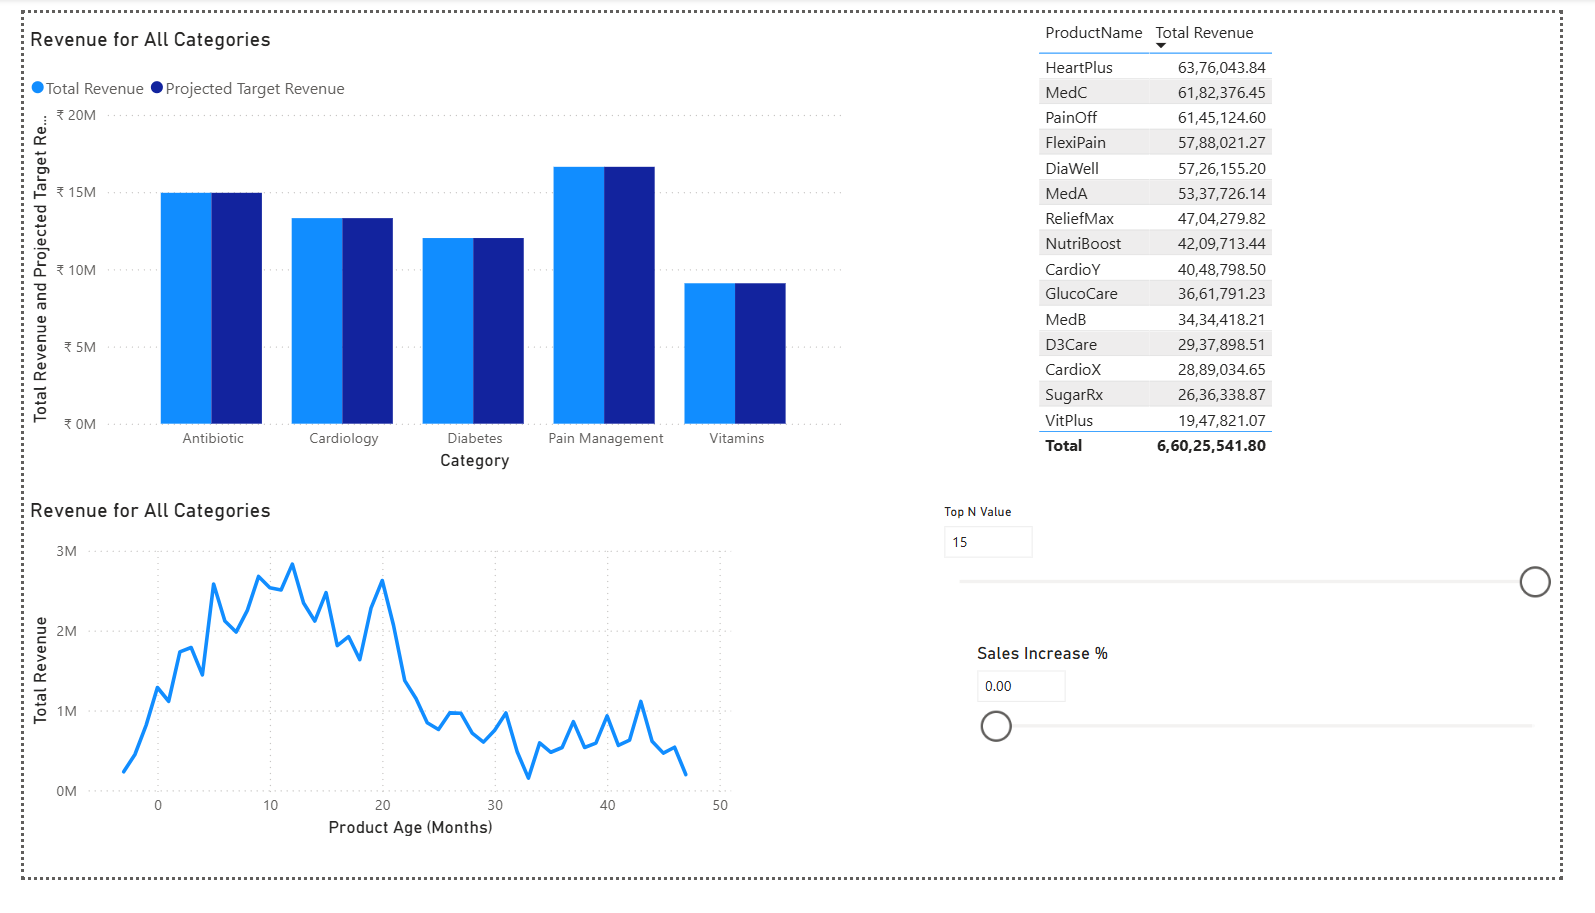 Revenue for All Categories
Total Revenue Projected Target Revenue
Total Revenue and Projected Target Re...
₹ 20M
₹ 15M
₹ 10M
₹ 5M
₹ 0M
Antibiotic Cardiology Diabetes Pain Management Vitamins
Category
ProductName Total Revenue
HeartPlus 63,76,043.84
MedC 61,82,376.45
PainOff 61,45,124.60
FlexiPain 57,88,021.27
DiaWell 57,26,155.20
MedA 53,37,726.14
ReliefMax 47,04,279.82
NutriBoost 42,09,713.44
CardioY 40,48,798.50
GlucoCare 36,61,791.23
MedB 34,34,418.21
D3Care 29,37,898.51
CardioX 28,89,034.65
SugarRx 26,36,338.87
VitPlus 19,47,821.07
Total 6,60,25,541.80
Revenue for All Categories
Total Revenue
3M
2M
1M
0M
0 10 20 30 40 50
Product Age (Months)
Top N Value
15
Sales Increase %
0.00